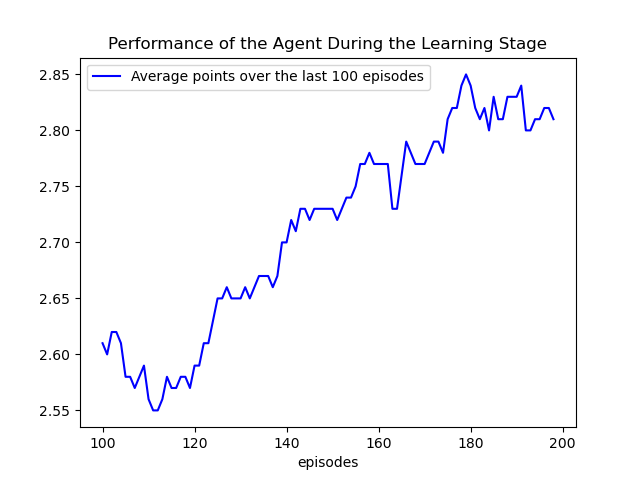 Performance of the Agent During the Learning Stage
Average points over the last 100 episodes
2.85
2.80
2.75
2.70
2.65
2.60
2.55
100 120 140 160 180 200
episodes